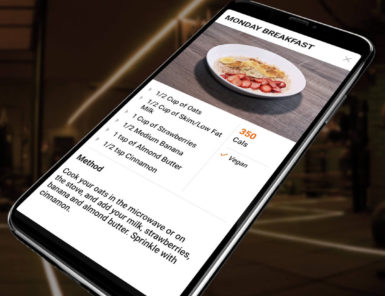 MONDAY BREAKFAST
1/2 Cup of Oats
1/2 Cup of Skim/Low Fat
Milk
1 Cup of Strawberries
1/2 Medium Banana
1 tsp of Almond Butter
1/2 tsp Cinnamon
350
Cals
Vegan
Method
Cook your oats in the microwave or on
the stove, and add your milk, strawberries,
banana and almond butter. Sprinkle with
cinnamon.